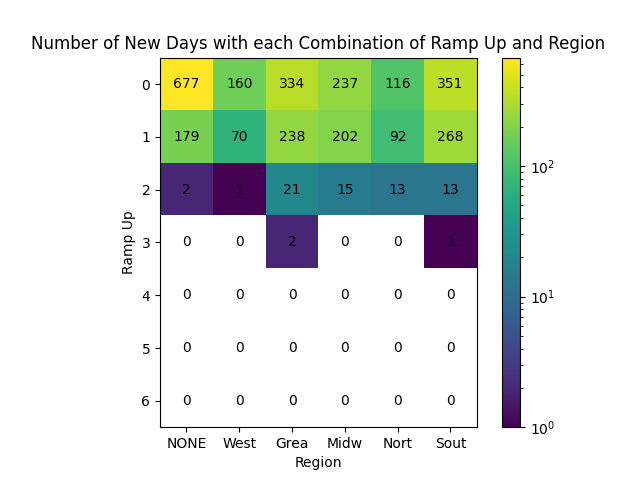 Number of New Days with each Combination of Ramp Up and Region
0 677 160 334 237 116 351
1 179 70 238 202 92 268
2 2 1 21 15 13 13
3 0 0 2 0 0 1
4 0 0 0 0 0 0
5 0 0 0 0 0 0
6 0 0 0 0 0 0
NONE West Grea Midw Nort Sout
Region
Ramp Up
10²
10¹
10⁰